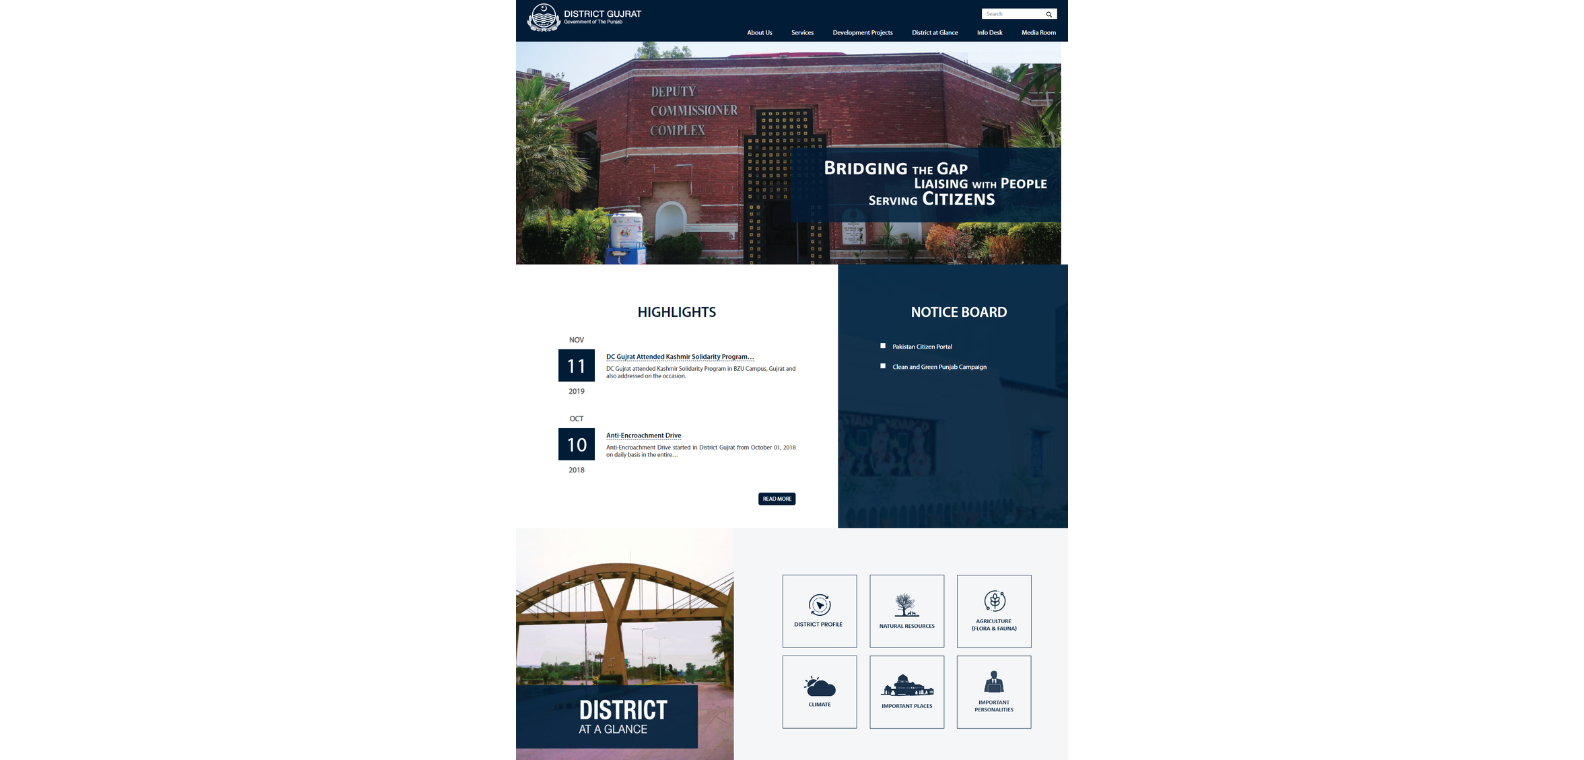 DISTRICT GUJRAT
Government of The Punjab
Search
About Us
Services
Development Projects
District at Glance
Info Desk
Media Room
DEPUTY
COMMISSIONER
COMPLEX
BRIDGING THE GAP
LIAISING WITH PEOPLE
SERVING CITIZENS
HIGHLIGHTS
NOV
11
2019
DC Gujrat Attended Kashmir Solidarity Program...
DC Gujrat attended Kashmir Solidarity Program in BZU Campus, Gujrat and
also addressed on the occasion.
OCT
10
2018
Anti-Encroachment Drive
Anti-Encroachment Drive started in District Gujrat from October 01, 2018
on daily basis in the entire...
READ MORE
NOTICE BOARD
Pakistan Citizen Portal
Clean and Green Punjab Campaign
DISTRICT
AT A GLANCE
DISTRICT PROFILE
NATURAL RESOURCES
AGRICULTURE
(FLORA & FAUNA)
CLIMATE
IMPORTANT PLACES
IMPORTANT
PERSONALITIES